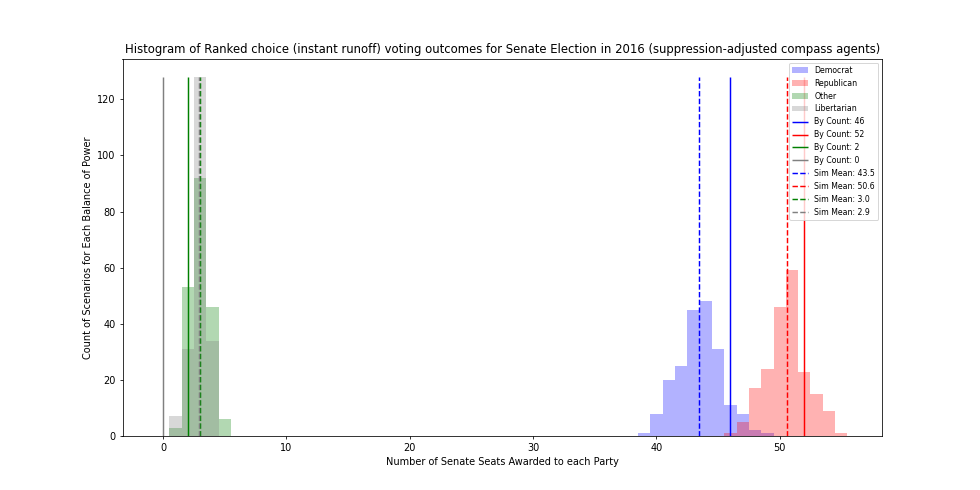 Histogram of Ranked choice (instant runoff) voting outcomes for Senate Election in 2016 (suppression-adjusted compass agents)
Democrat
Republican
Other
Libertarian
By Count: 46
By Count: 52
By Count: 2
By Count: 0
Sim Mean: 43.5
Sim Mean: 50.6
Sim Mean: 3.0
Sim Mean: 2.9
Count of Scenarios for Each Balance of Power
120
100
80
60
40
20
0
0 10 20 30 40 50
Number of Senate Seats Awarded to each Party